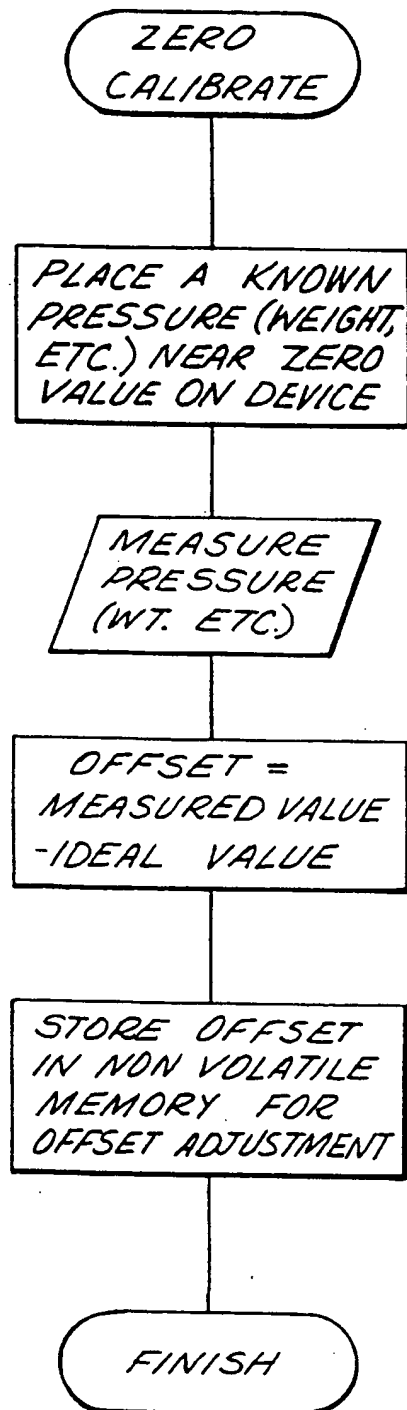 ZERO
CALIBRATE
PLACE A KNOWN
PRESSURE (WEIGHT,
ETC.) NEAR ZERO
VALUE ON DEVICE
MEASURE
PRESSURE
(WT. ETC.)
OFFSET =
MEASURED VALUE
-IDEAL VALUE
STORE OFFSET
IN NON VOLATILE
MEMORY FOR
OFFSET ADJUSTMENT
FINISH